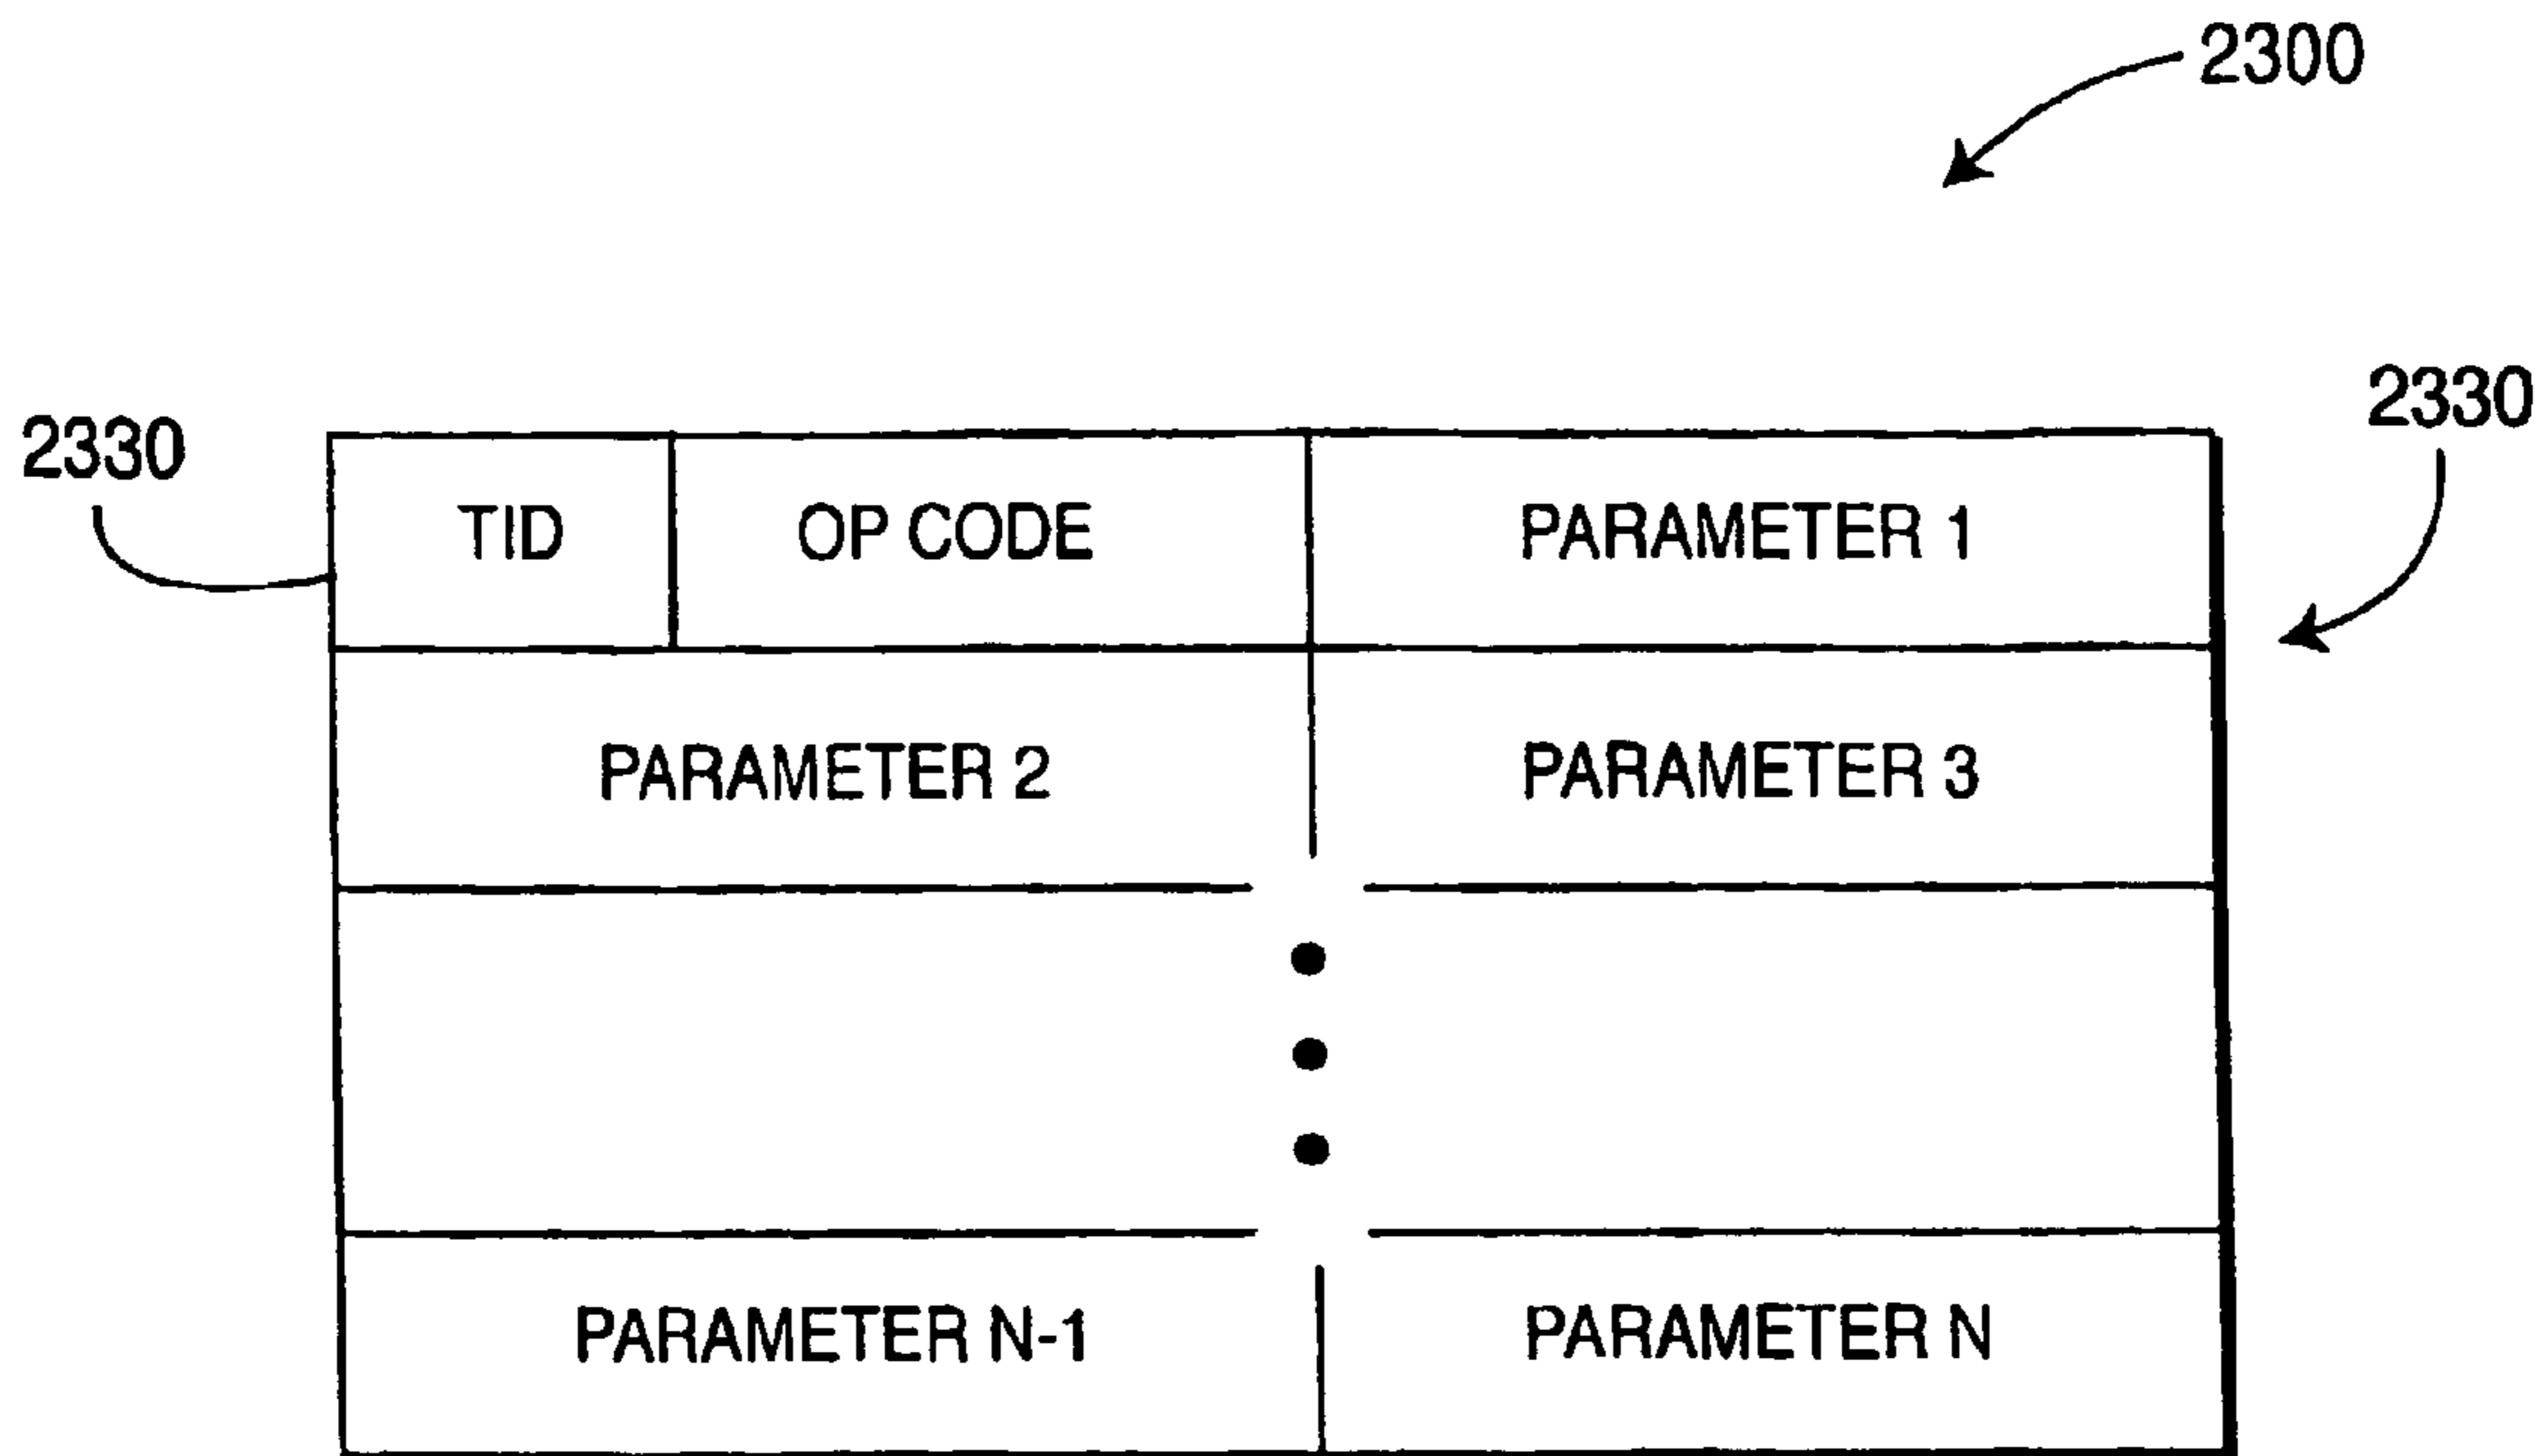 2300
2330
2330
TID OP CODE PARAMETER 1
PARAMETER 2 PARAMETER 3
PARAMETER N-1 PARAMETER N